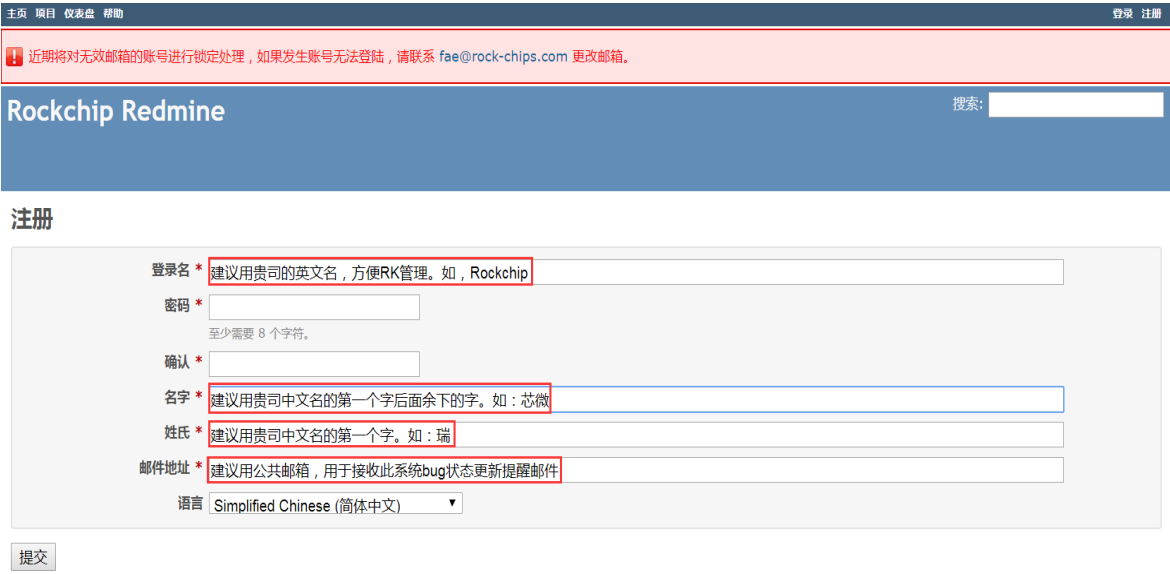 主页 项目 仪表盘 帮助 登录 注册
近期将对无效邮箱的账号进行锁定处理，如果发生账号无法登陆，请联系 fae@rock-chips.com 更改邮箱。
Rockchip Redmine 搜索:
注册
登录名 * 建议用贵司的英文名，方便RK管理。如，Rockchip
密码 *
至少需要 8 个字符。
确认 *
名字 * 建议用贵司中文名的第一个字后面余下的字。如：芯微
姓氏 * 建议用贵司中文名的第一个字。如：瑞
邮件地址 * 建议用公共邮箱，用于接收此系统bug状态更新提醒邮件
语言 Simplified Chinese (简体中文)
提交